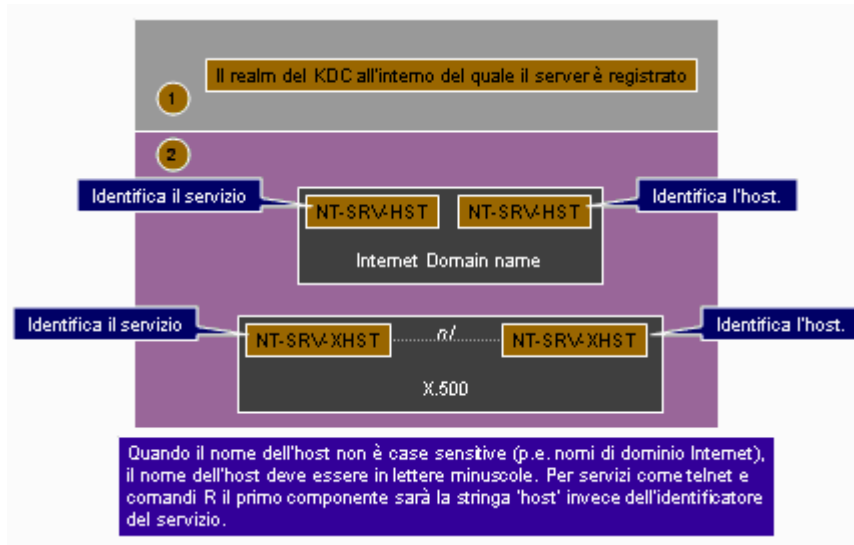 Il realm del KDC all'interno del quale il server è registrato
1
2
Identifica il servizio
NT-SRV-HST
NT-SRV-HST
Identifica l'host.
Internet Domain name
Identifica il servizio
NT-SRV-XHST
n/
NT-SRV-XHST
Identifica l'host.
X.500
Quando il nome dell'host non è case sensitive (p.e. nomi di dominio Internet),
il nome dell'host deve essere in lettere minuscole. Per servizi come telnet e
comandi R il primo componente sarà la stringa 'host' invece dell'identificatore
del servizio.